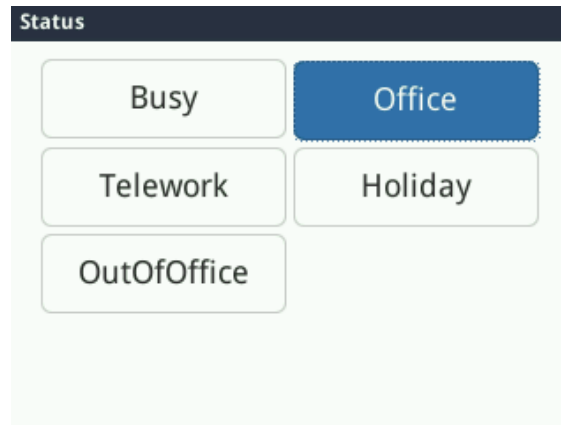 Status
Busy
Office
Telework
Holiday
OutOfOffice